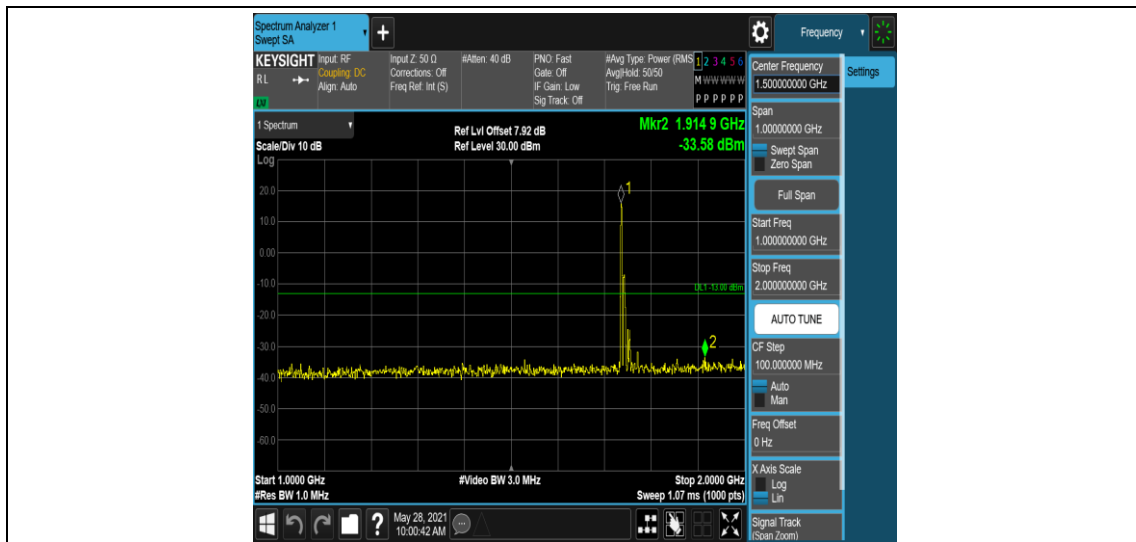 Spectrum Analyzer 1
Swept SA
Frequency
KEYSIGHT
RL
LXI
Input: RF
Coupling: DC
Align: Auto
Input Z: 50 Ω
Corrections: Off
Freq Ref: Int (S)
#Atten: 40 dB
PNO: Fast
Gate: Off
IF Gain: Low
Sig Track: Off
#Avg Type: Power (RMS
Avg|Hold: 50/50
Trig: Free Run
1 2 3 4 5 6
M W W W W W
P P P P P P
1 Spectrum
Scale/Div 10 dB
Ref Lvl Offset 7.92 dB
Ref Level 30.00 dBm
Mkr2 1.914 9 GHz
-33.58 dBm
Log
20.0
10.0
0.00
-10.0
-20.0
-30.0
-40.0
-50.0
-60.0
1
DL1 -13.00 dBm
2
Start 1.0000 GHz
#Res BW 1.0 MHz
#Video BW 3.0 MHz
Stop 2.0000 GHz
Sweep 1.07 ms (1000 pts)
May 28, 2021
10:00:42 AM
Center Frequency
1.500000000 GHz
Settings
Span
1.00000000 GHz
Swept Span
Zero Span
Full Span
Start Freq
1.000000000 GHz
Stop Freq
2.000000000 GHz
AUTO TUNE
CF Step
100.000000 MHz
Auto
Man
Freq Offset
0 Hz
X Axis Scale
Log
Lin
Signal Track
(Span Zoom)